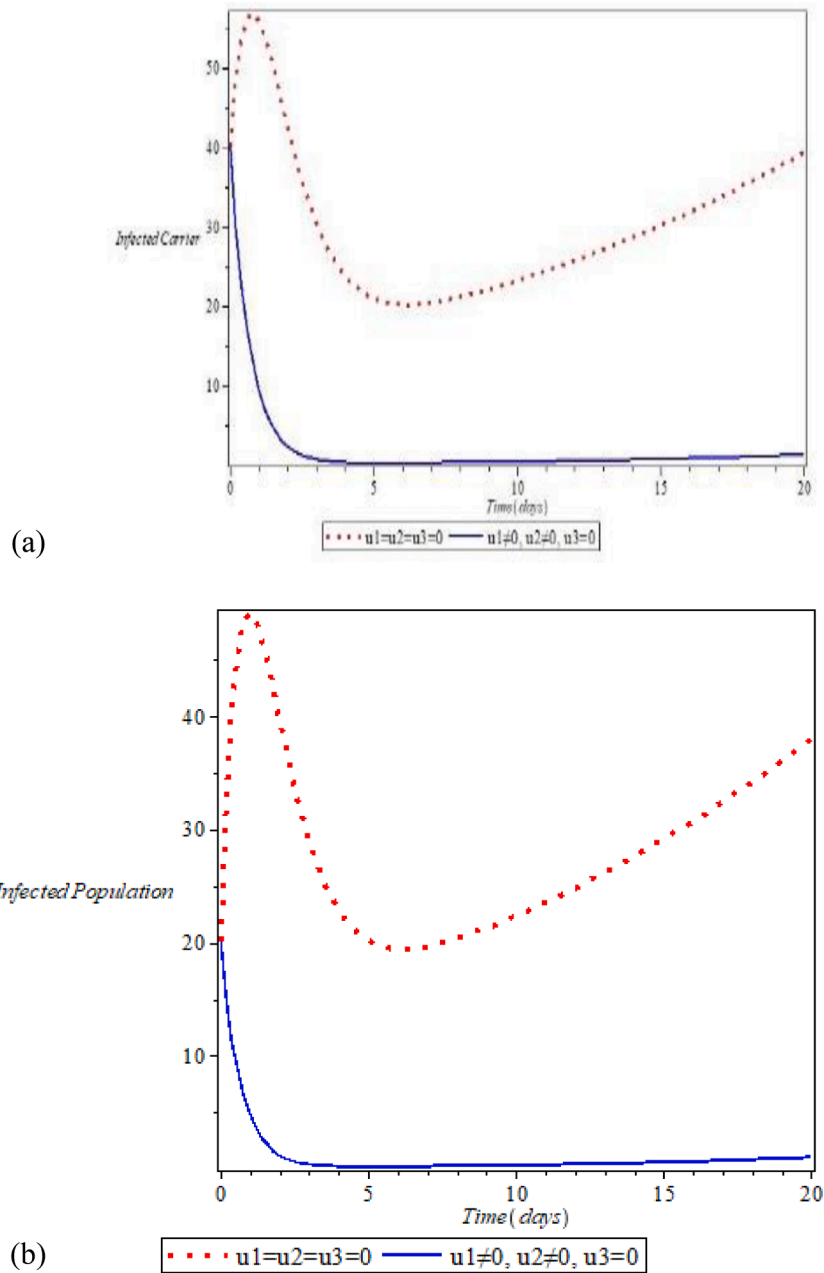 50
40
Infected Carrier
30
20
10
0 5 10 15 20
Time(days)
u1=u2=u3=0 u1≠0, u2≠0, u3=0
(a)
40
30
Infected Population
20
10
0 5 10 15 20
Time(days)
(b) u1=u2=u3=0 u1≠0, u2≠0, u3=0